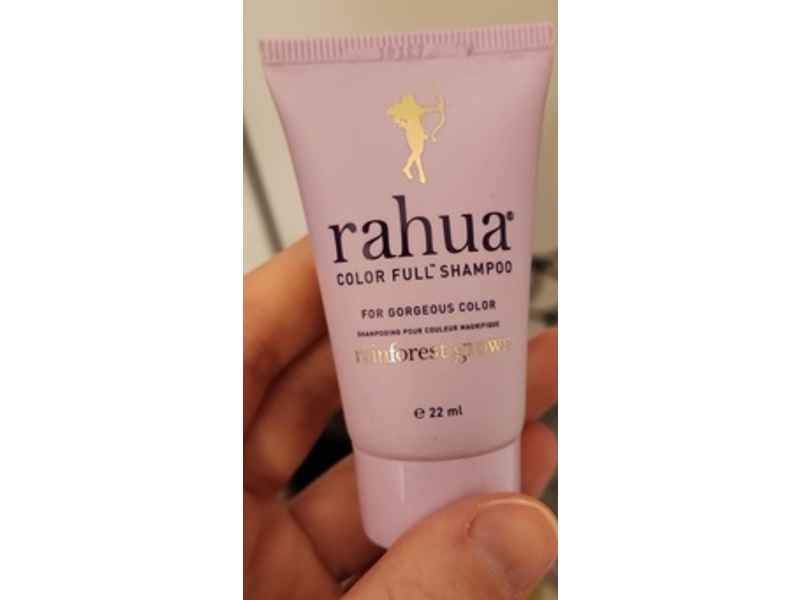 rahua®
COLOR FULL™ SHAMPOO
FOR GORGEOUS COLOR
SHAMPOOING POUR COULEUR MAGNIFIQUE
rainforest grown
℮ 22 ml